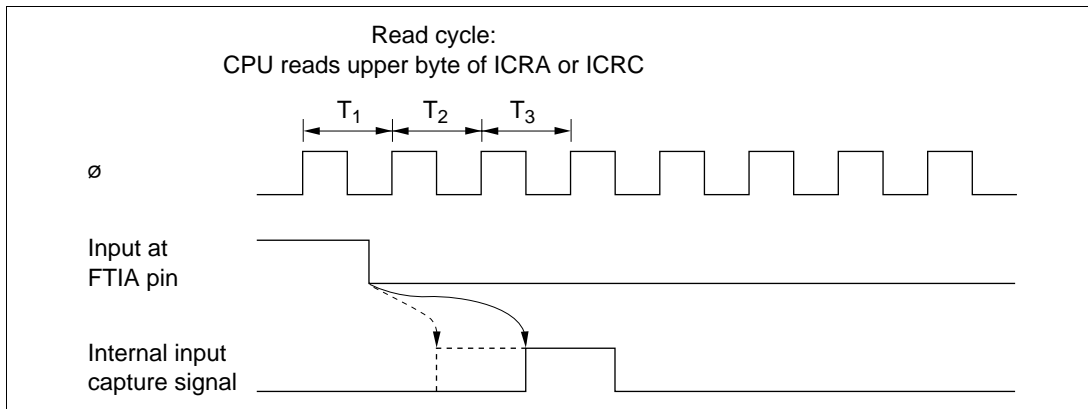 Read cycle:
CPU reads upper byte of ICRA or ICRC
T₁ T₂ T₃
ø
Input at
FTIA pin
Internal input
capture signal